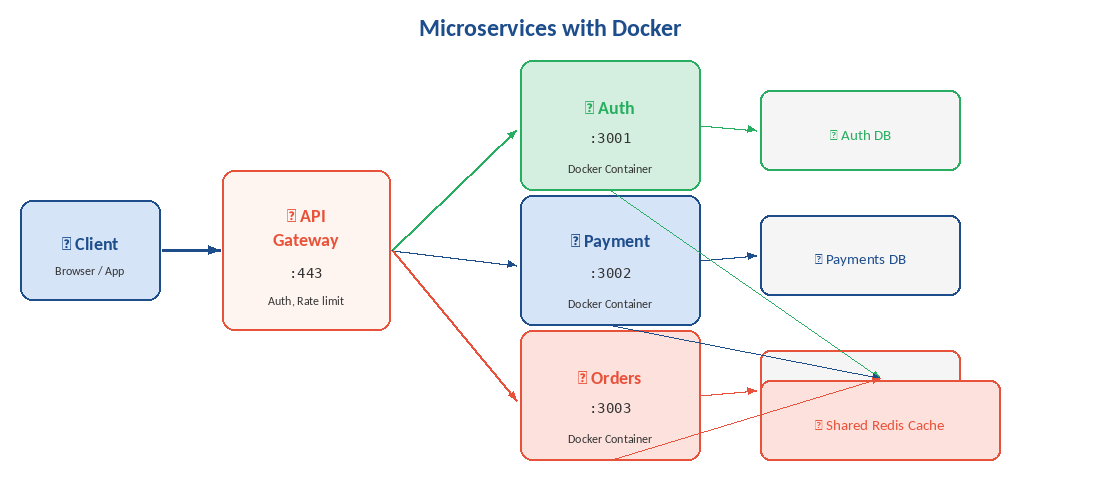 Microservices with Docker
Client
Browser / App
API
Gateway
:443
Auth, Rate limit
Auth
:3001
Docker Container
Payment
:3002
Docker Container
Orders
:3003
Docker Container
Auth DB
Payments DB
Shared Redis Cache